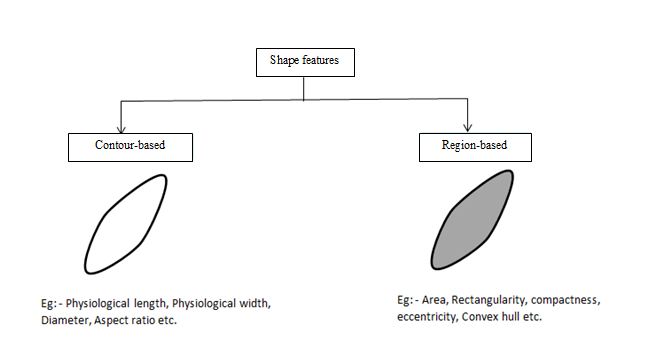 Shape features
Contour-based
Region-based
Eg:- Physiological length, Physiological width,
Diameter, Aspect ratio etc.
Eg:- Area, Rectangularity, compactness,
eccentricity, Convex hull etc.